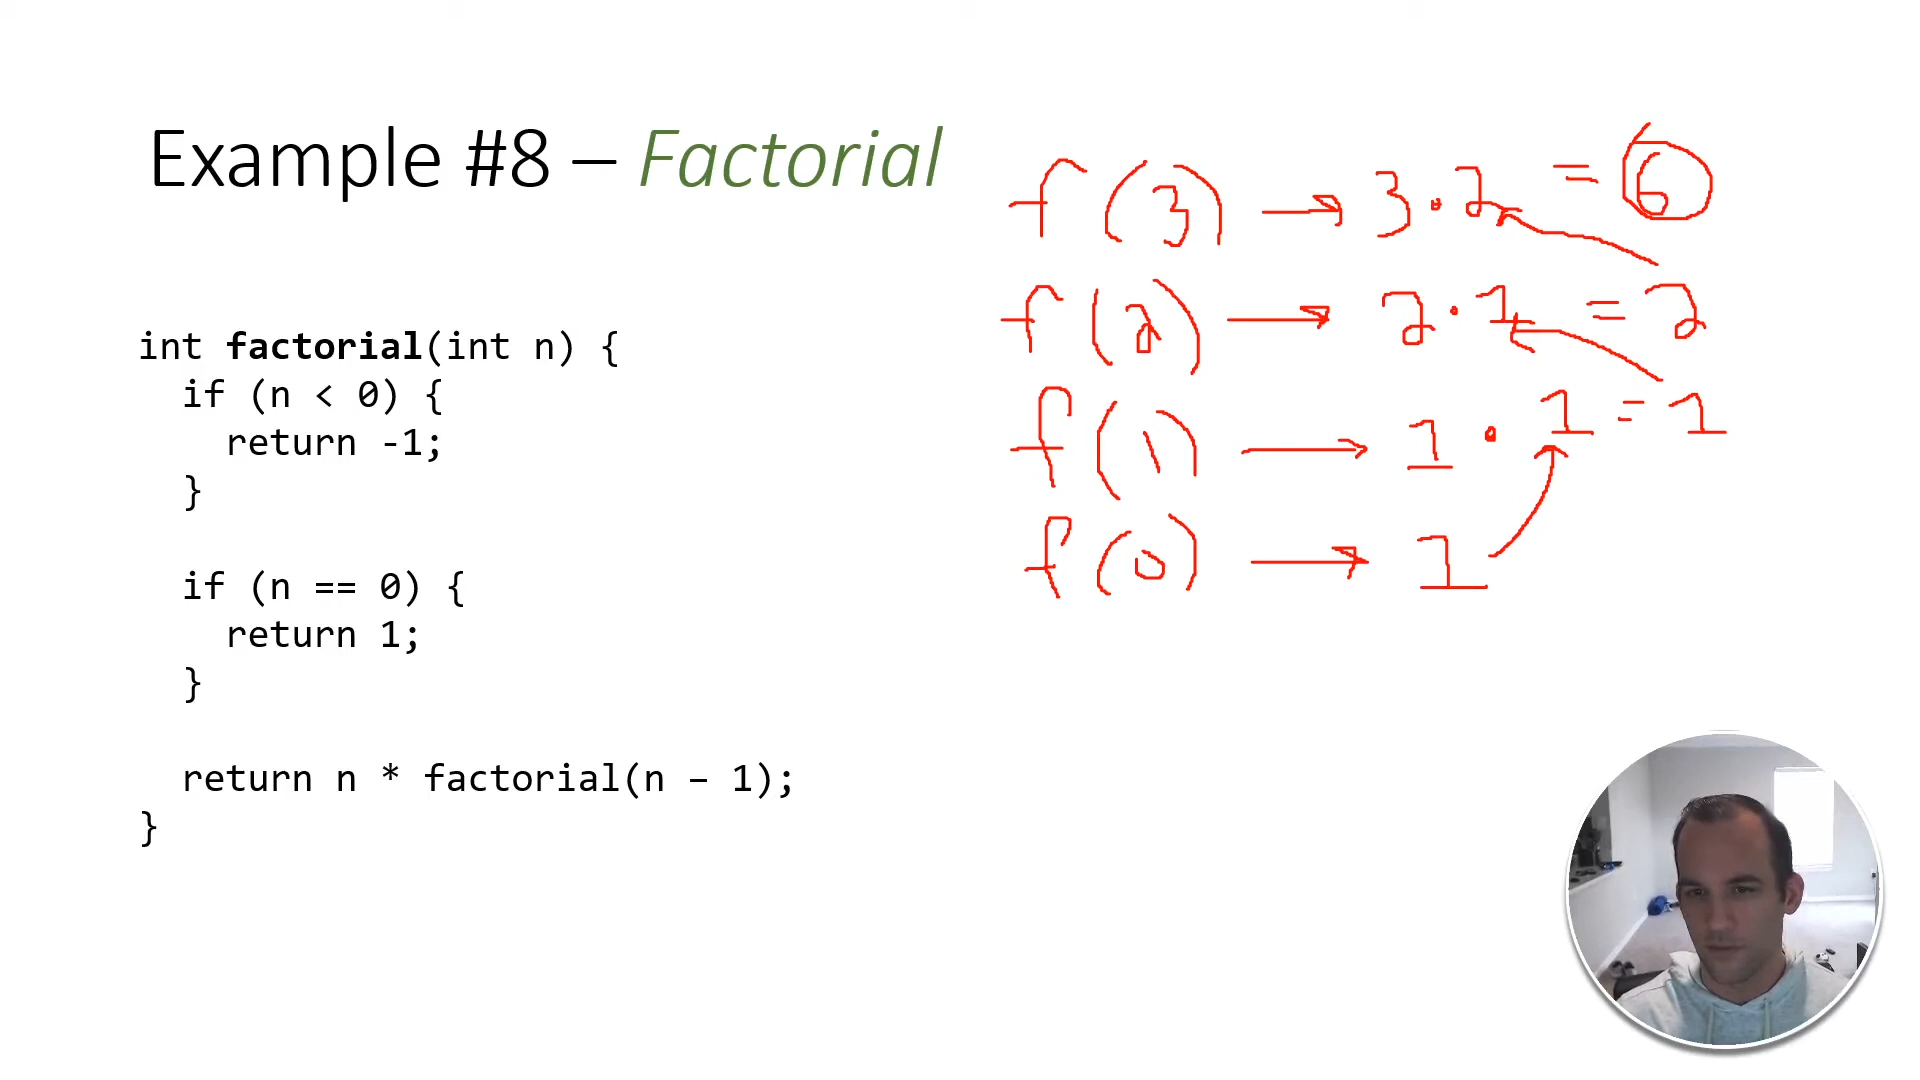 Example #8 – Factorial
int factorial(int n) {
if (n < 0) {
return -1;
}
if (n == 0) {
return 1;
}
return n * factorial(n – 1);
}
f(3) → 3·2 = 6
f(2) → 2·1 = 2
f(1) → 1·1 = 1
f(0) → 1